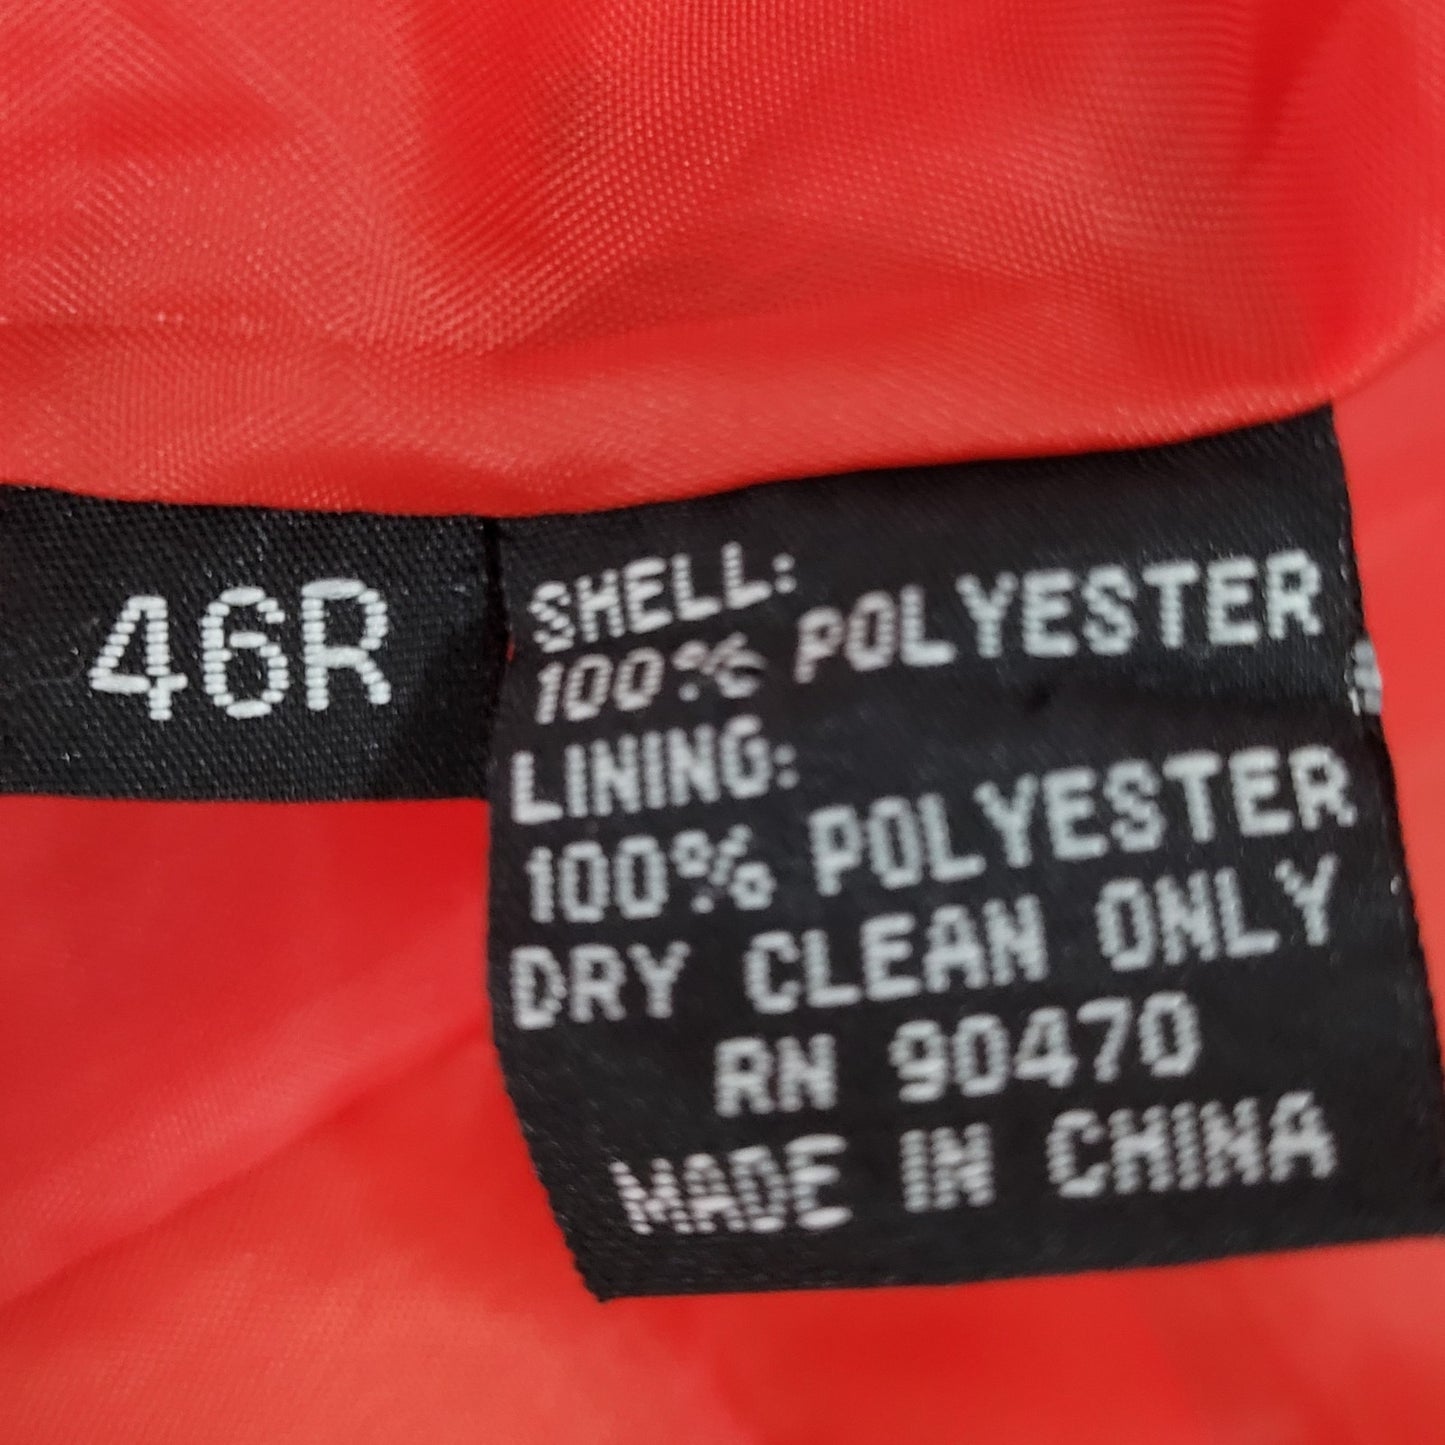 46R
SHELL:
100% POLYESTER
LINING:
100% POLYESTER
DRY CLEAN ONLY
RN 90470
MADE IN CHINA